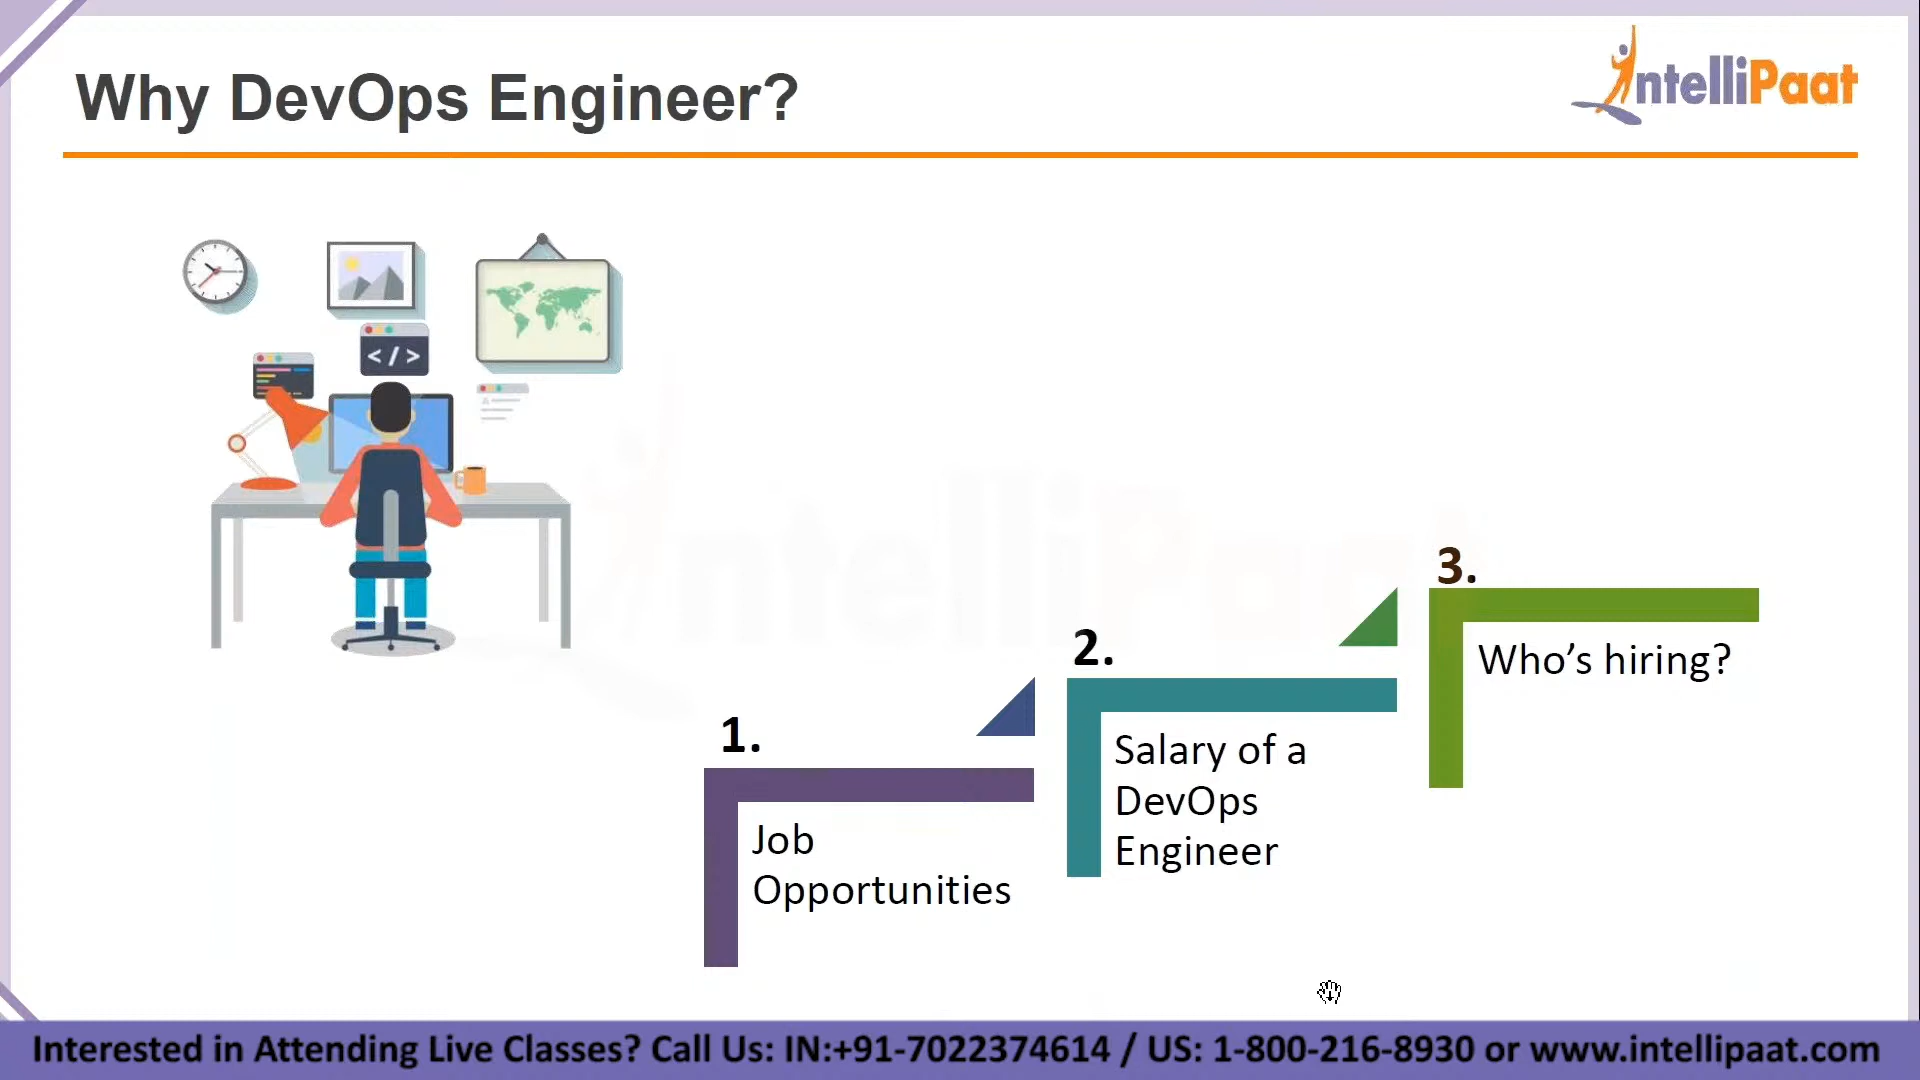 Why DevOps Engineer?
IntelliPaat
</>
1.
Job
Opportunities
2.
Salary of a
DevOps
Engineer
3.
Who’s hiring?
IntelliPaat
Interested in Attending Live Classes? Call Us: IN:+91-7022374614 / US: 1-800-216-8930 or www.intellipaat.com